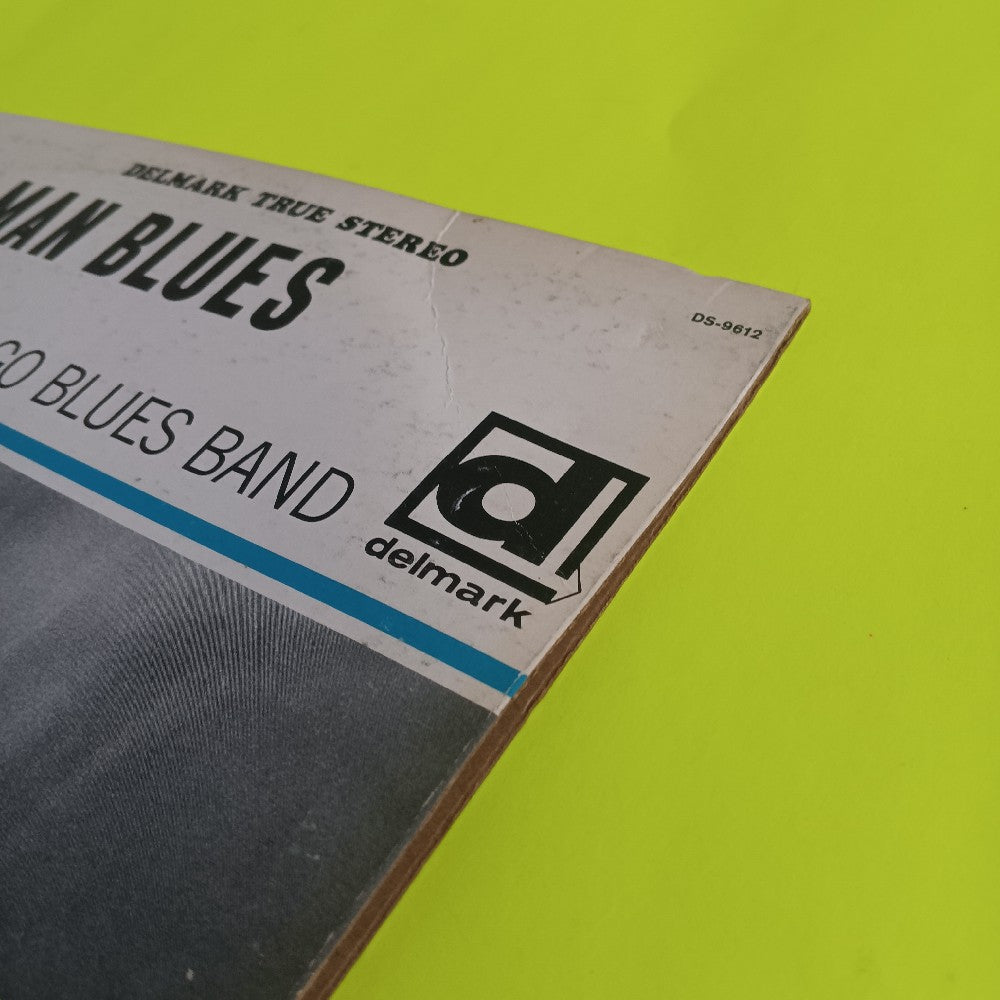 DELMARK TRUE STEREO
MAN BLUES
DS-9612
GO BLUES BAND
d
delmark